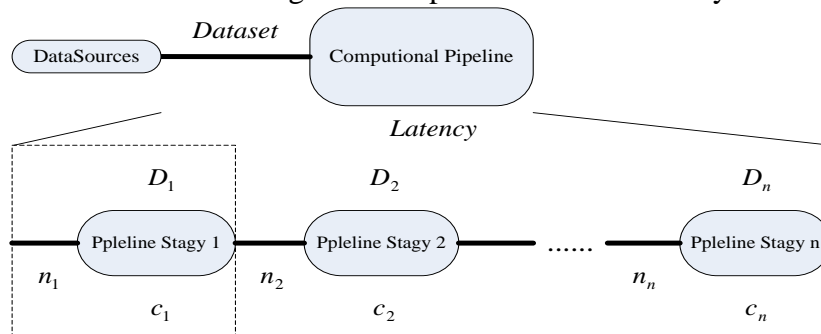 Dataset
DataSources
Computional Pipeline
Latency
D₁ D₂ Dₙ
Ppleline Stagy 1 Ppleline Stagy 2 ...... Ppleline Stagy n
n₁ n₂ nₙ
c₁ c₂ cₙ